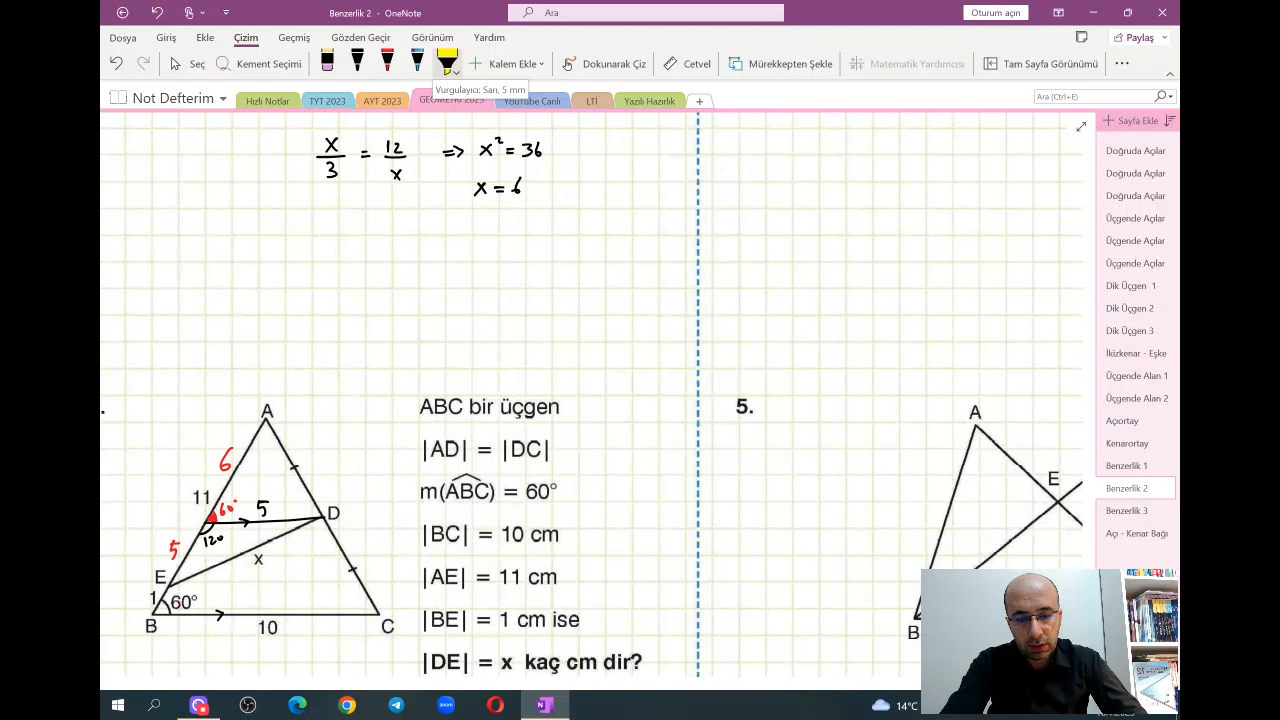 Benzerlik 2 - OneNote
Ara
Oturum açın
Dosya
Giriş
Ekle
Çizim
Geçmiş
Gözden Geçir
Görünüm
Yardım
Paylaş
Seç
Kement Seçimi
Kalem Ekle
Dokunarak Çiz
Cetvel
Mürekkepten Şekle
Matematik Yardımcısı
Tam Sayfa Görünümü
Vurgulayıcı: Sarı, 5 mm
Not Defterim
Hızlı Notlar
TYT 2023
AYT 2023
GEOMETRİ 2023
YouTube Canlı
LTİ
Yazılı Hazırlık
Ara (Ctrl+E)
Sayfa Ekle
Doğruda Açılar
Doğruda Açılar
Doğruda Açılar
Üçgende Açılar
Üçgende Açılar
Üçgende Açılar
Dik Üçgen 1
Dik Üçgen 2
Dik Üçgen 3
İkizkenar - Eşke
Üçgende Alan 1
Üçgende Alan 2
Açıortay
Kenarortay
Benzerlik 1
Benzerlik 2
Benzerlik 3
Açı - Kenar Bağı
x/3 = 12/x => x² = 36
x = 6
A
6
11
60°
5
D
5
120
x
E
1
60°
B
10
C
ABC bir üçgen
|AD| = |DC|
m(ABC) = 60°
|BC| = 10 cm
|AE| = 11 cm
|BE| = 1 cm ise
|DE| = x kaç cm dir?
5.
A
E
B
zoom
14°C